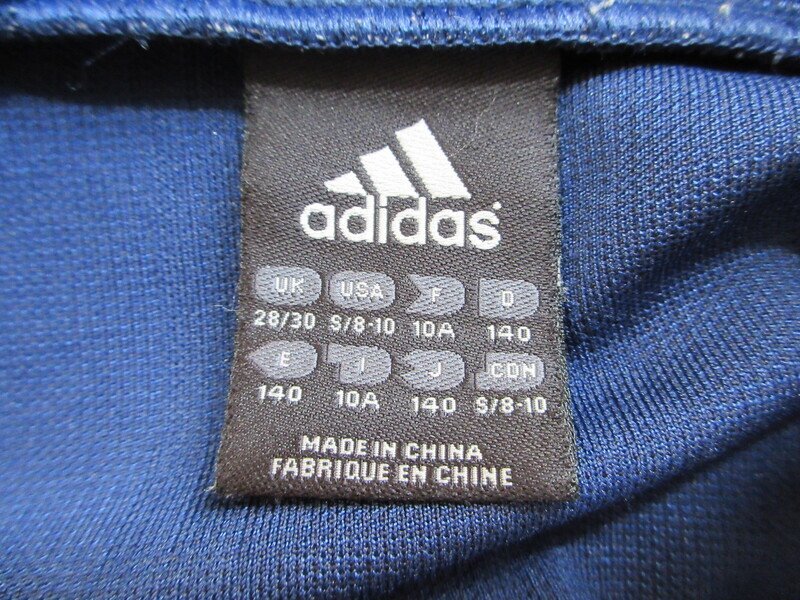 adidas
UK USA F D
28/30 S/8-10 10A 140
E I J CDN
140 10A 140 S/8-10
MADE IN CHINA
FABRIQUE EN CHINE